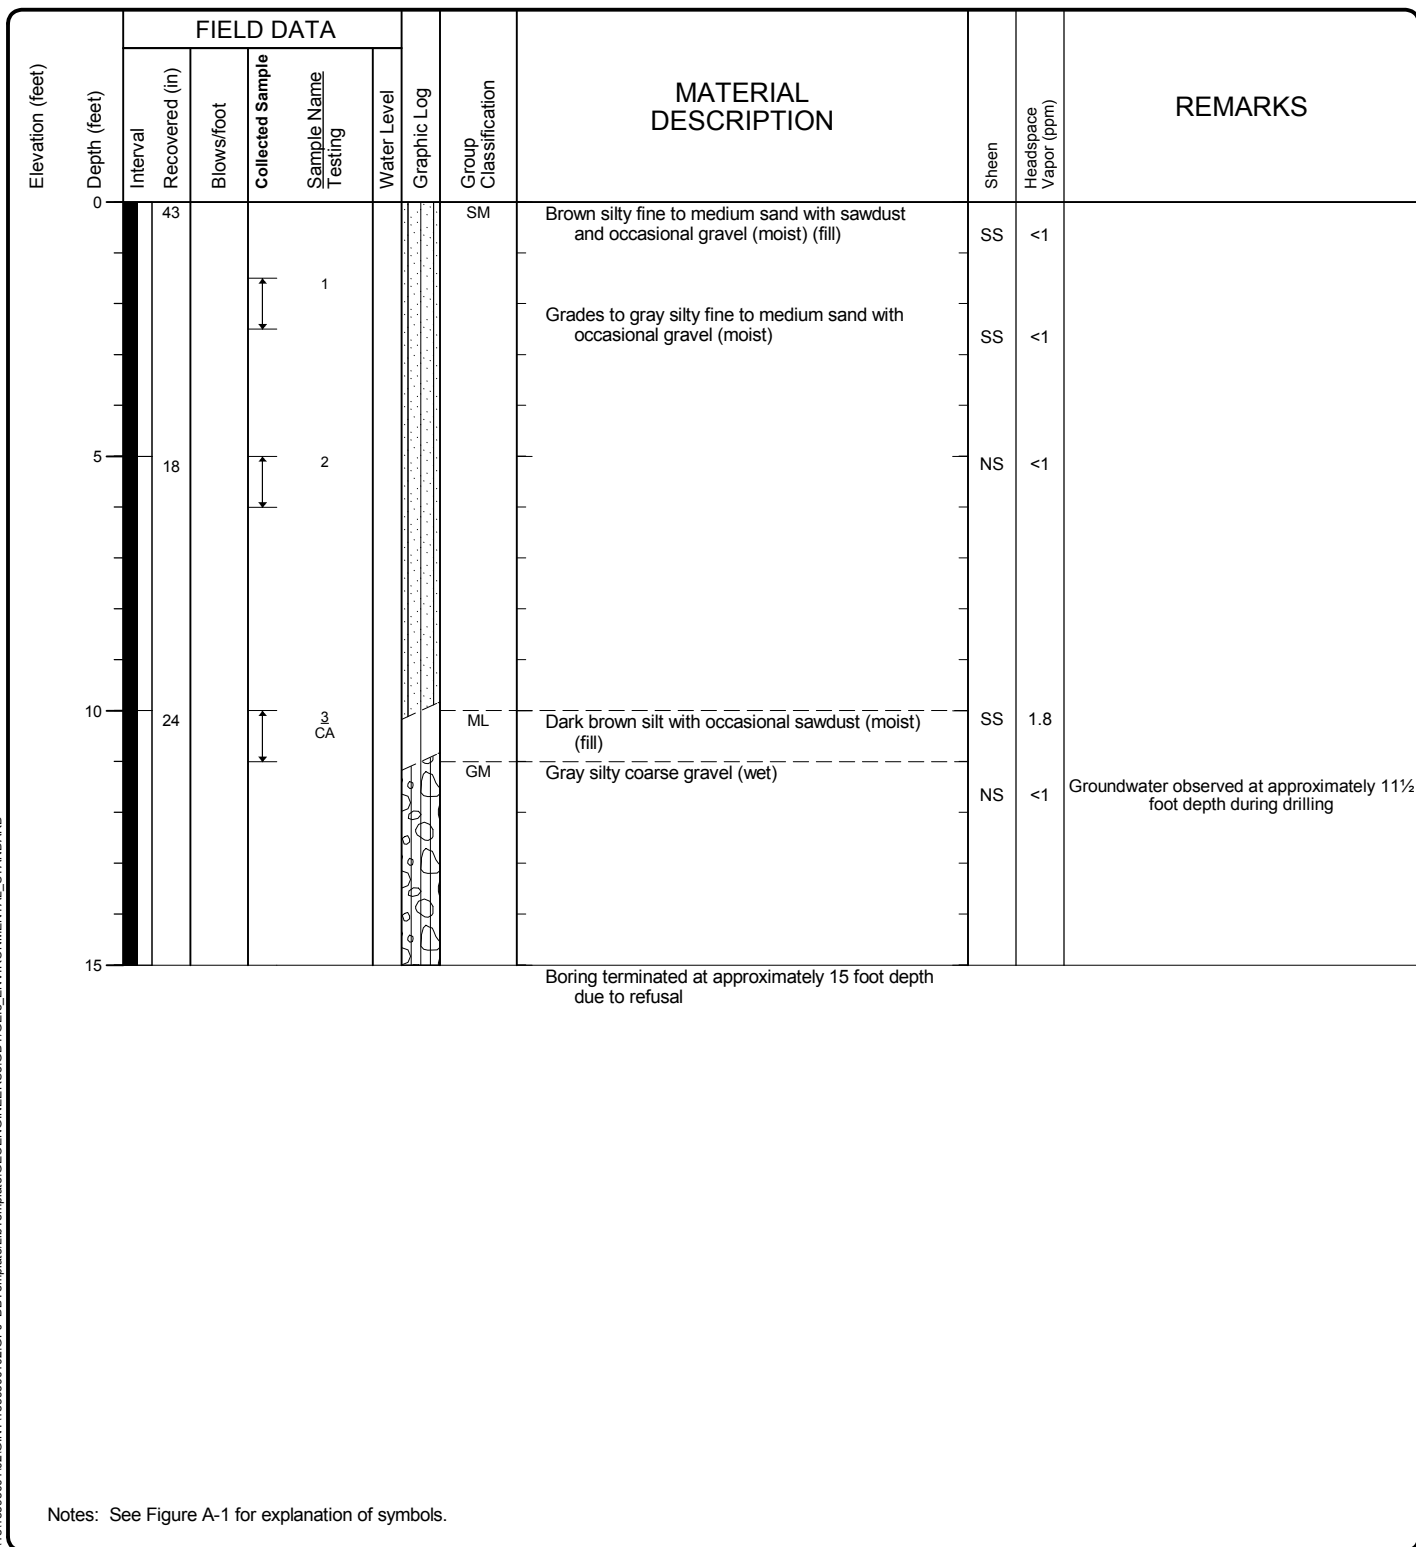 FIELD DATA
Elevation (feet)
Depth (feet)
Interval
Recovered (in)
Blows/foot
Collected Sample
Sample Name
Testing
Water Level
Graphic Log
Group
Classification
MATERIAL
DESCRIPTION
Sheen
Headspace
Vapor (ppm)
REMARKS
0
43
SM
Brown silty fine to medium sand with sawdust
and occasional gravel (moist) (fill)
SS
<1
1
Grades to gray silty fine to medium sand with
occasional gravel (moist)
SS
<1
5
18
2
NS
<1
10
24
3
CA
ML
Dark brown silt with occasional sawdust (moist)
(fill)
SS
1.8
GM
Gray silty coarse gravel (wet)
NS
<1
Groundwater observed at approximately 11½
foot depth during drilling
15
Boring terminated at approximately 15 foot depth
due to refusal
Notes: See Figure A-1 for explanation of symbols.